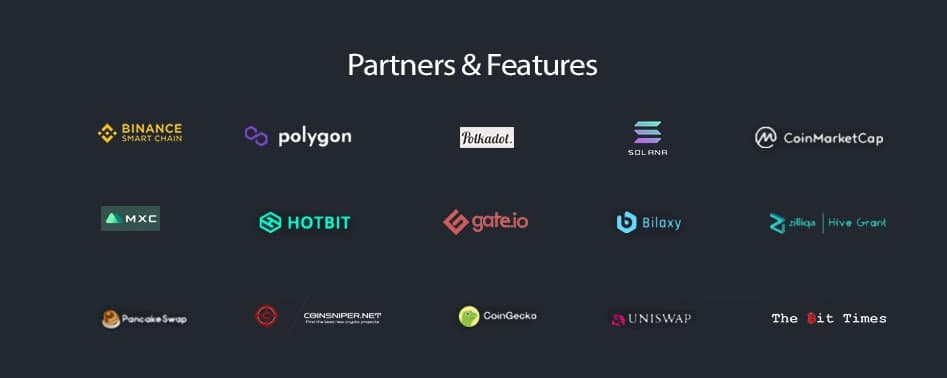 Partners & Features
BINANCE
SMART CHAIN
polygon
Polkadot.
SOLANA
CoinMarketCap
MXC
HOTBIT
gate.io
Bilaxy
zilliqa | Hive Grant
PancakeSwap
COINSNIPER.NET
Find the best new crypto projects
CoinGecko
UNISWAP
The Bit Times